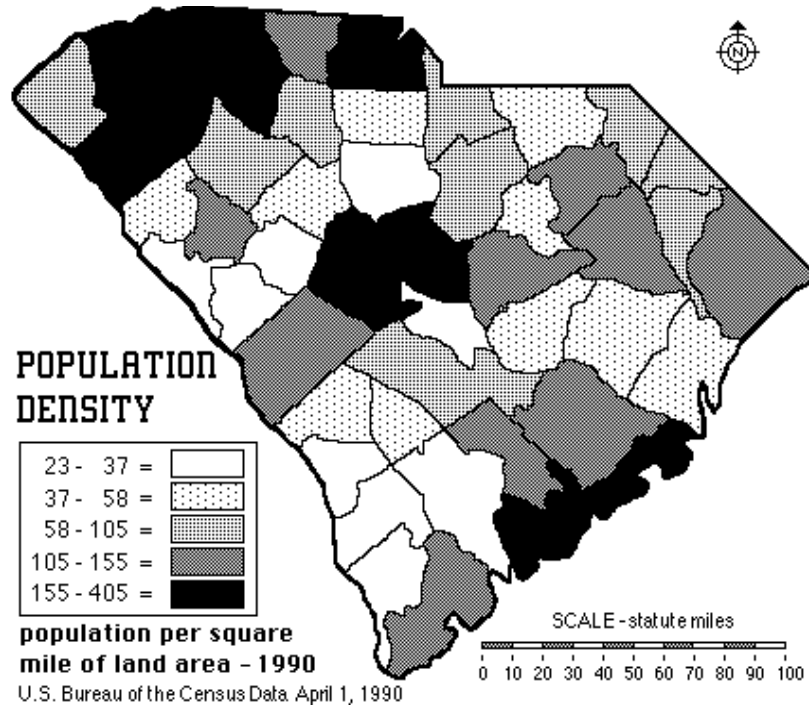 N
POPULATION
DENSITY
23 - 37 =
37 - 58 =
58 - 105 =
105 - 155 =
155 - 405 =
population per square
mile of land area - 1990
U.S. Bureau of the Census Data April 1, 1990
SCALE - statute miles
0 10 20 30 40 50 60 70 80 90 100